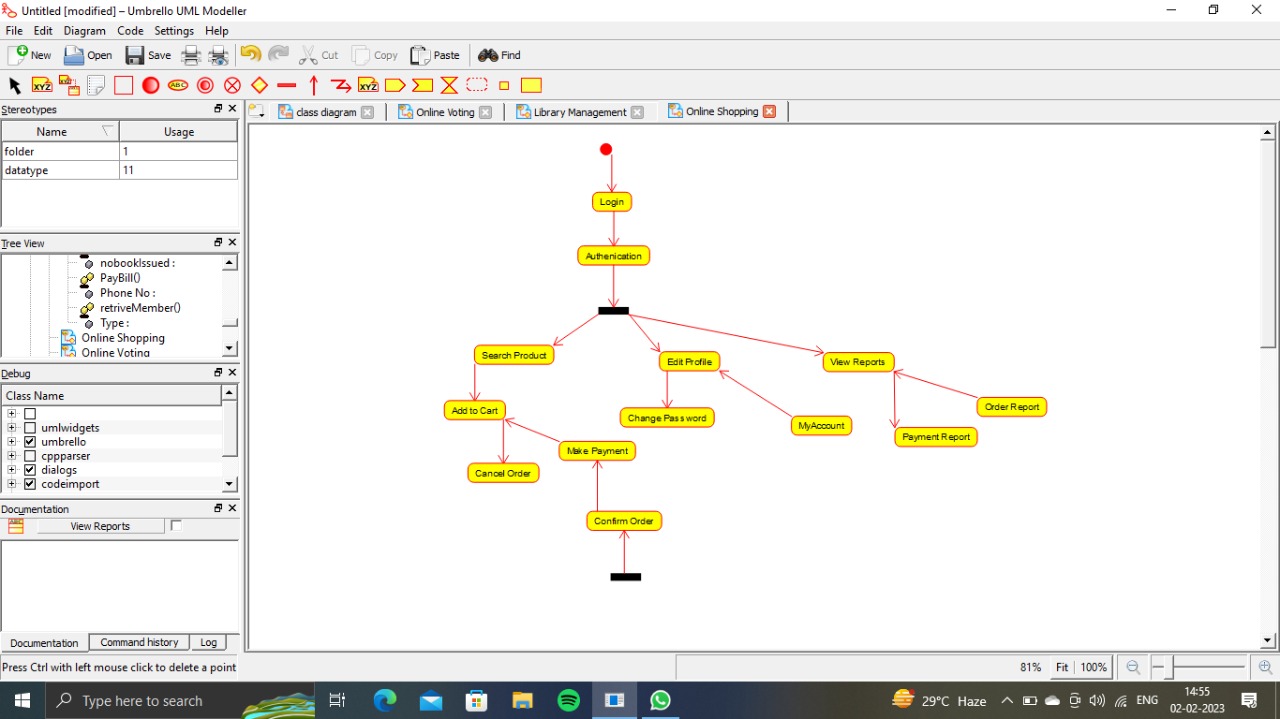 Untitled [modified] – Umbrello UML Modeller
File Edit Diagram Code Settings Help
New Open Save Cut Copy Paste Find
XYZ ABC XYZ
Stereotypes
class diagram Online Voting Library Management Online Shopping
Name Usage
folder 1
datatype 11
Tree View
nobookIssued :
PayBill()
Phone No :
retriveMember()
Type :
Online Shopping
Online Voting
Debug
Class Name
umlwidgets
umbrello
cppparser
dialogs
codeimport
Documentation
View Reports
Documentation Command history Log
Login
Authenication
Search Product
Edit Profile
View Reports
Add to Cart
Change Password
MyAccount
Order Report
Payment Report
Make Payment
Cancel Order
Confirm Order
Press Ctrl with left mouse click to delete a point
81% Fit 100%
Type here to search
29°C Haze
ENG
14:55
02-02-2023